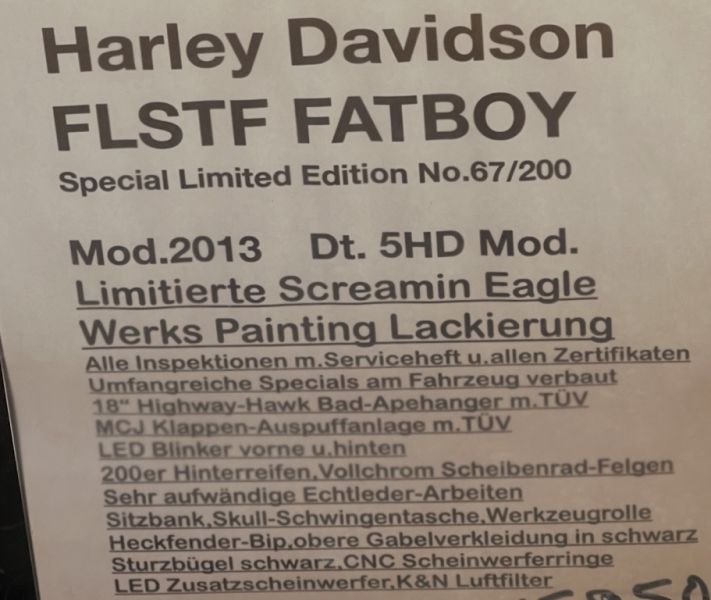 Harley Davidson
FLSTF FATBOY
Special Limited Edition No.67/200
Mod.2013 Dt. 5HD Mod.
Limitierte Screamin Eagle
Werks Painting Lackierung
Alle Inspektionen m.Serviceheft u.allen Zertifikaten
Umfangreiche Specials am Fahrzeug verbaut
18" Highway-Hawk Bad-Apehanger m.TÜV
MCJ Klappen-Auspuffanlage m.TÜV
LED Blinker vorne u.hinten
200er Hinterreifen,Vollchrom Scheibenrad-Felgen
Sehr aufwändige Echtleder-Arbeiten
Sitzbank,Skull-Schwingentasche,Werkzeugrolle
Heckfender-Bip,obere Gabelverkleidung in schwarz
Sturzbügel schwarz,CNC Scheinwerferringe
LED Zusatzscheinwerfer,K&N Luftfilter